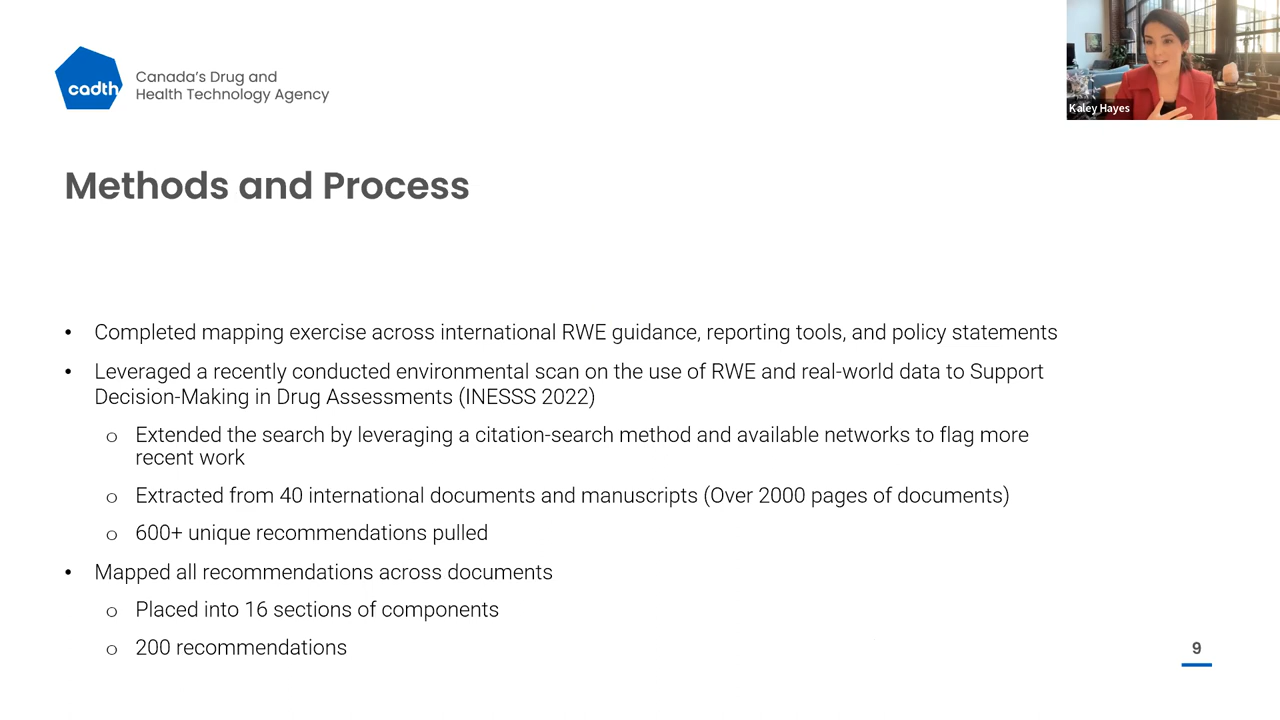 cadth
Canada's Drug and
Health Technology Agency
Kaley Hayes
Methods and Process
• Completed mapping exercise across international RWE guidance, reporting tools, and policy statements
• Leveraged a recently conducted environmental scan on the use of RWE and real-world data to Support
Decision-Making in Drug Assessments (INESSS 2022)
o Extended the search by leveraging a citation-search method and available networks to flag more
recent work
o Extracted from 40 international documents and manuscripts (Over 2000 pages of documents)
o 600+ unique recommendations pulled
• Mapped all recommendations across documents
o Placed into 16 sections of components
o 200 recommendations
9